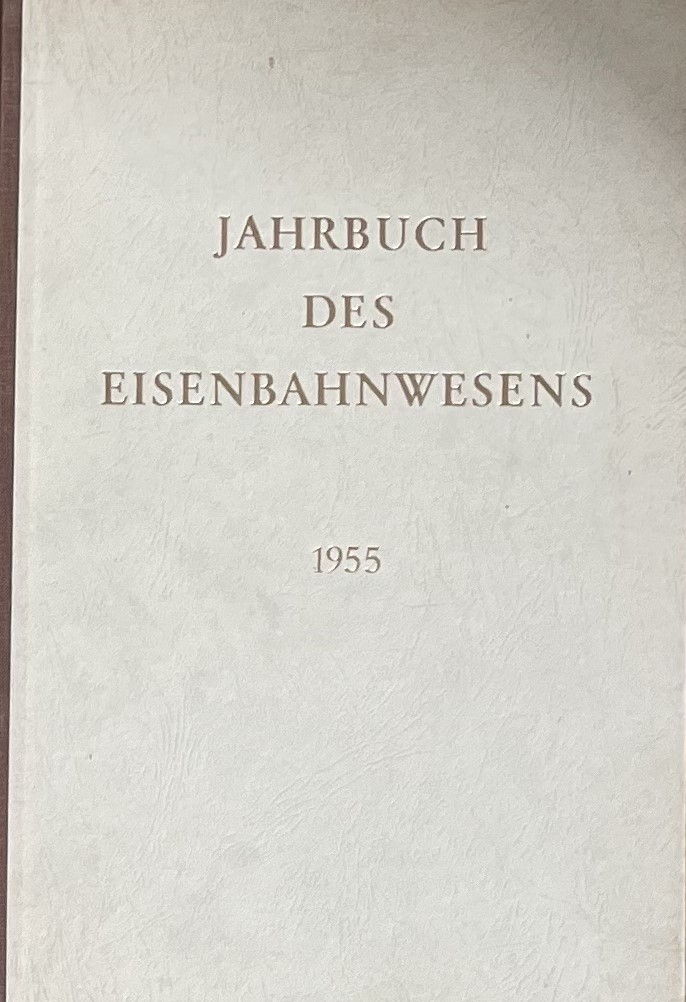 JAHRBUCH
DES
EISENBAHNWESENS
1955